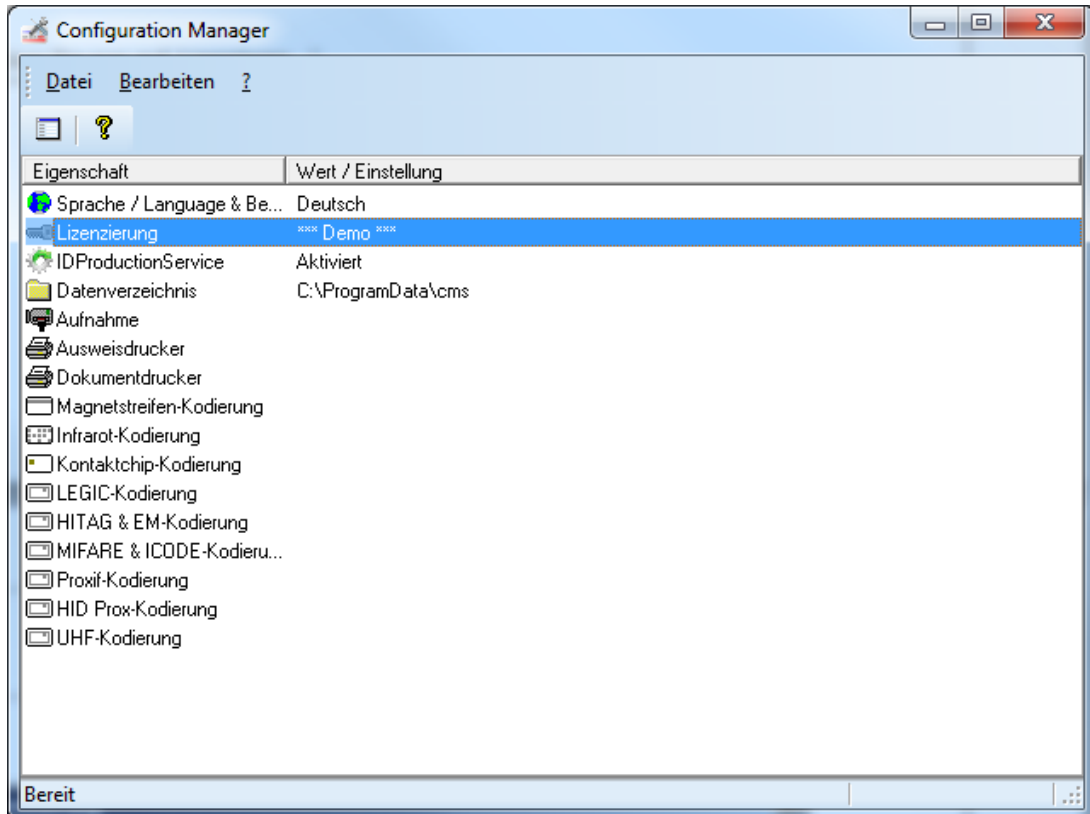 Configuration Manager
Datei Bearbeiten ?
Eigenschaft Wert / Einstellung
Sprache / Language & Be... Deutsch
Lizenzierung *** Demo ***
IDProductionService Aktiviert
Datenverzeichnis C:\ProgramData\cms
Aufnahme
Ausweisdrucker
Dokumentdrucker
Magnetstreifen-Kodierung
Infrarot-Kodierung
Kontaktchip-Kodierung
LEGIC-Kodierung
HITAG & EM-Kodierung
MIFARE & ICODE-Kodieru...
Proxif-Kodierung
HID Prox-Kodierung
UHF-Kodierung
Bereit